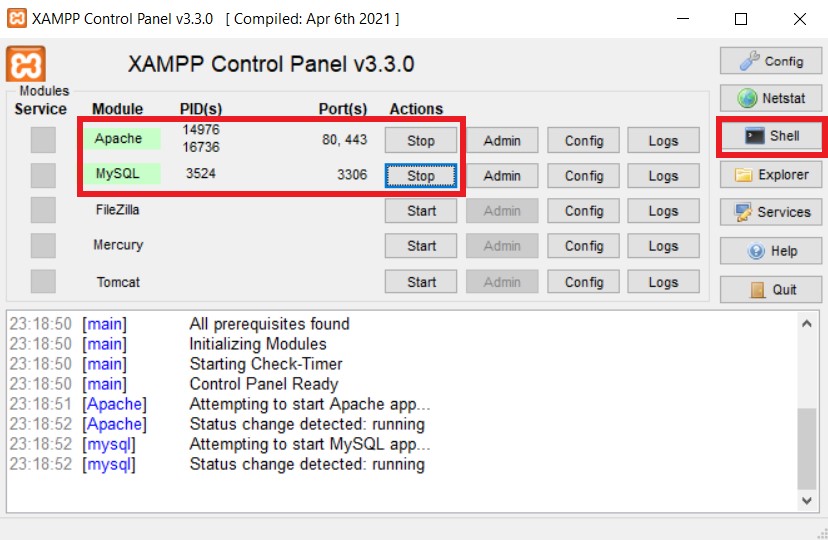 XAMPP Control Panel v3.3.0 [ Compiled: Apr 6th 2021 ]
XAMPP Control Panel v3.3.0
Config
Netstat
Shell
Explorer
Services
Help
Quit
Modules
Service Module PID(s) Port(s) Actions
Apache 14976 16736 80, 443 Stop Admin Config Logs
MySQL 3524 3306 Stop Admin Config Logs
FileZilla Start Admin Config Logs
Mercury Start Admin Config Logs
Tomcat Start Admin Config Logs
23:18:50 [main] All prerequisites found
23:18:50 [main] Initializing Modules
23:18:50 [main] Starting Check-Timer
23:18:50 [main] Control Panel Ready
23:18:51 [Apache] Attempting to start Apache app...
23:18:52 [Apache] Status change detected: running
23:18:52 [mysql] Attempting to start MySQL app...
23:18:52 [mysql] Status change detected: running